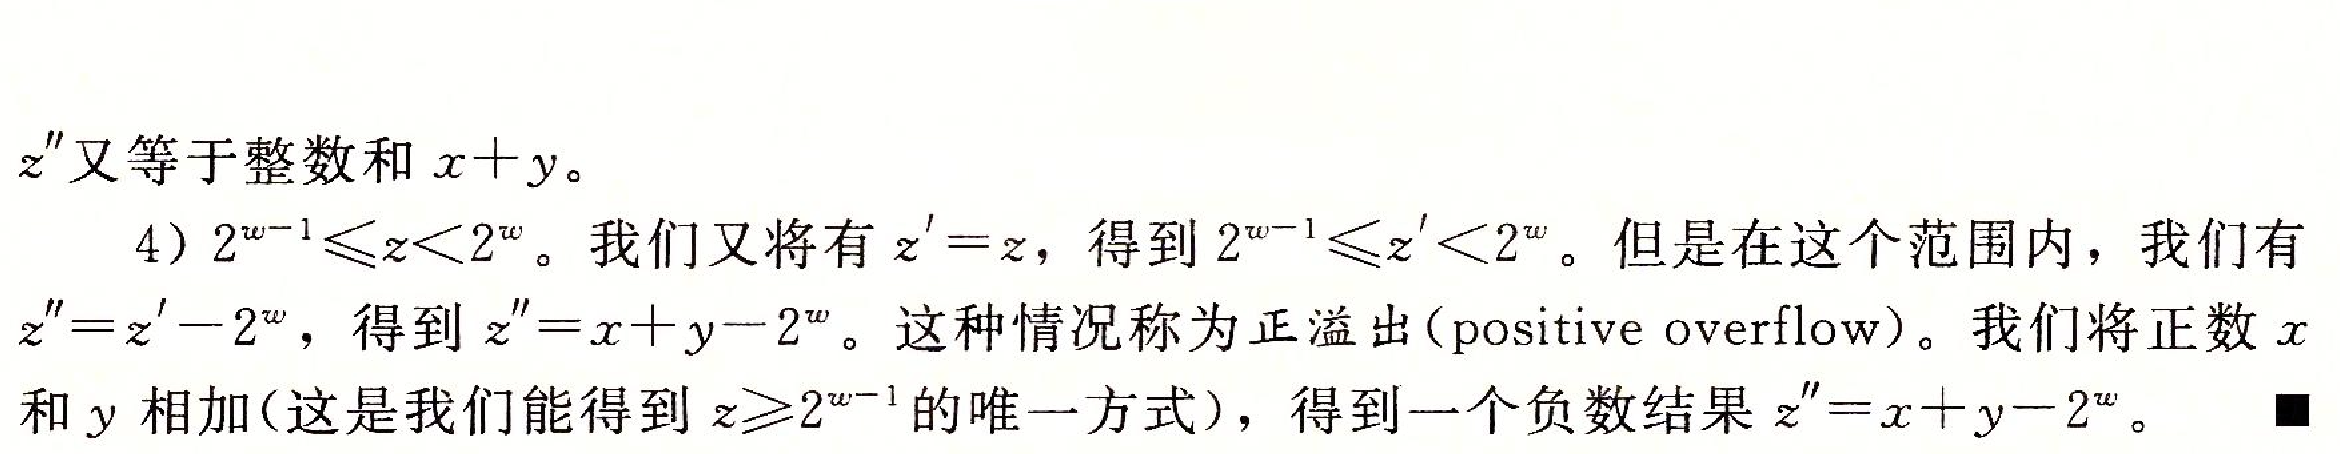 z″又等于整数和 x＋y。
4) 2^{w−1}⩽z＜2^w。我们又将有 z′＝z，得到 2^{w−1}⩽z′＜2^w。但是在这个范围内，我们有
z″＝z′－2^w，得到 z″＝x＋y－2^w。这种情况称为正溢出(positive overflow)。我们将正数 x
和 y 相加(这是我们能得到 z⩾2^{w−1}的唯一方式)，得到一个负数结果 z″＝x＋y－2^w。 ■